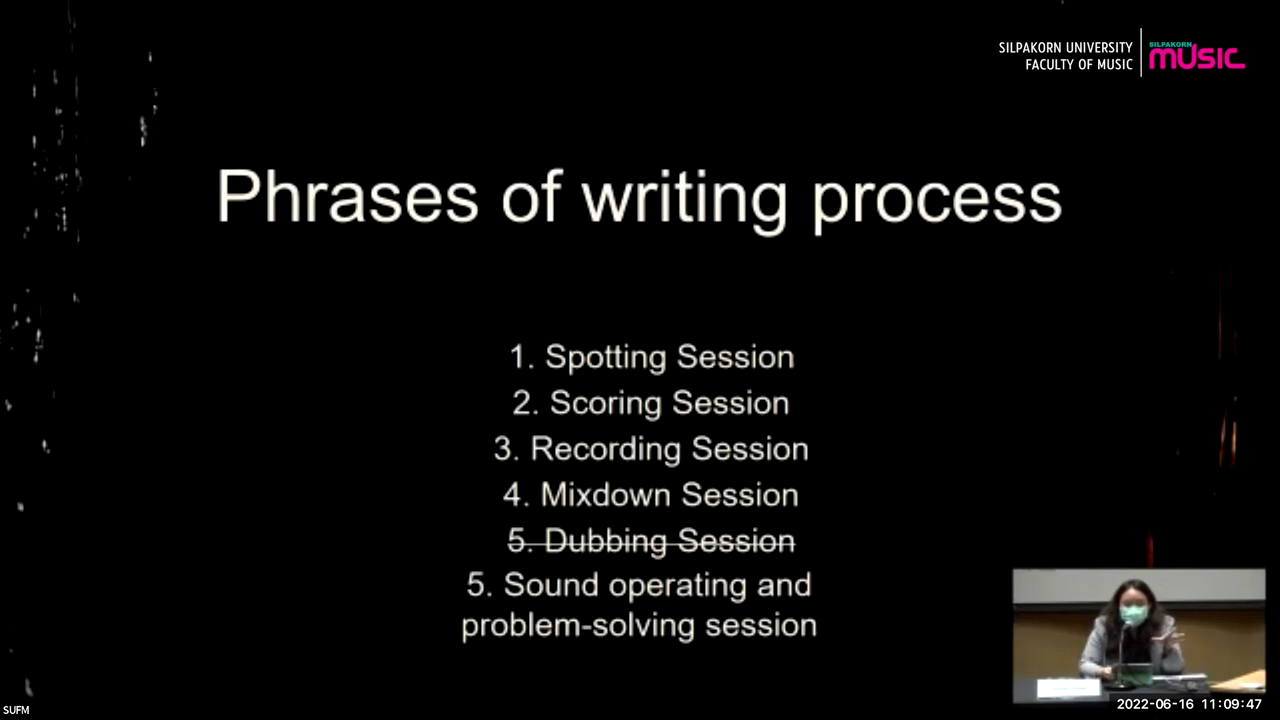 SILPAKORN UNIVERSITY
FACULTY OF MUSIC
SILPAKORN
MUSIC
Phrases of writing process
1. Spotting Session
2. Scoring Session
3. Recording Session
4. Mixdown Session
5. Dubbing Session
5. Sound operating and
problem-solving session
SUFM
2022-06-16 11:09:47